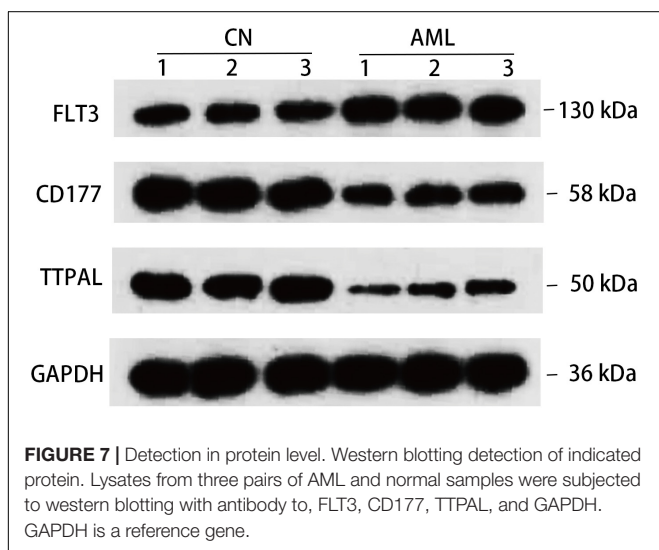 CN AML
1 2 3 1 2 3
FLT3 – 130 kDa
CD177 – 58 kDa
TTPAL – 50 kDa
GAPDH – 36 kDa
FIGURE 7 | Detection in protein level. Western blotting detection of indicated
protein. Lysates from three pairs of AML and normal samples were subjected
to western blotting with antibody to, FLT3, CD177, TTPAL, and GAPDH.
GAPDH is a reference gene.